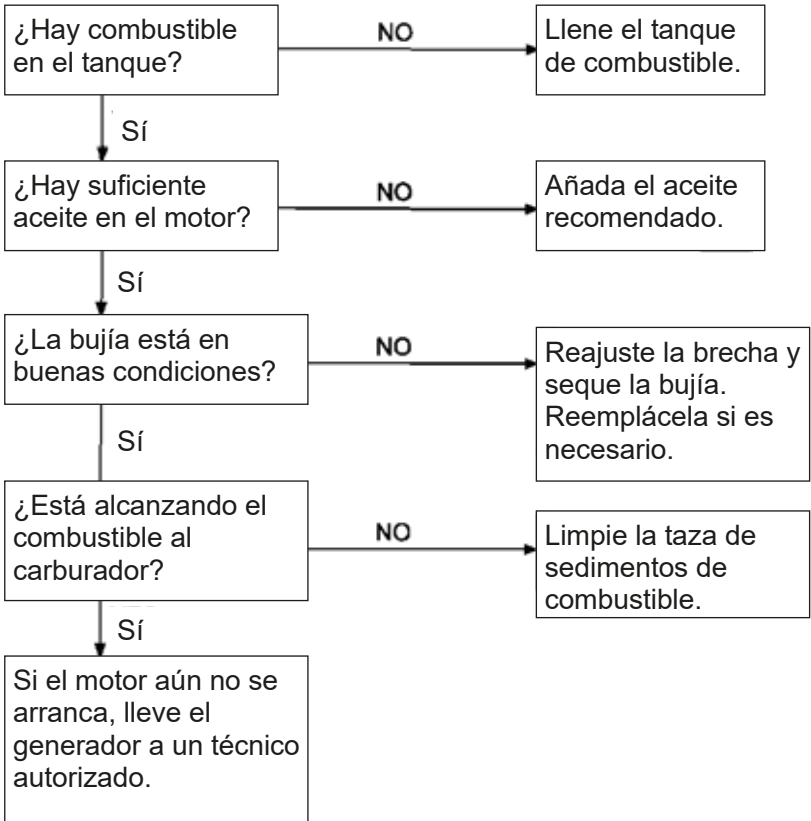 ¿Hay combustible
en el tanque?
NO
Llene el tanque
de combustible.
Sí
¿Hay suficiente
aceite en el motor?
NO
Añada el aceite
recomendado.
Sí
¿La bujía está en
buenas condiciones?
NO
Reajuste la brecha y
seque la bujía.
Reemplácela si es
necesario.
Sí
¿Está alcanzando el
combustible al
carburador?
NO
Limpie la taza de
sedimentos de
combustible.
Sí
Si el motor aún no se
arranca, lleve el
generador a un técnico
autorizado.